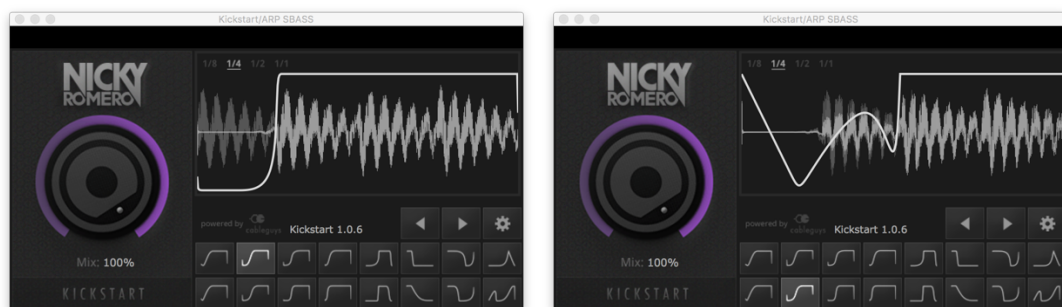 Kickstart/ARP SBASS
NICKY
ROMERO
1/8 1/4 1/2 1/1
powered by cableguys Kickstart 1.0.6
Mix: 100%
KICKSTART
Kickstart/ARP SBASS
NICKY
ROMERO
1/8 1/4 1/2 1/1
powered by cableguys Kickstart 1.0.6
Mix: 100%
KICKSTART